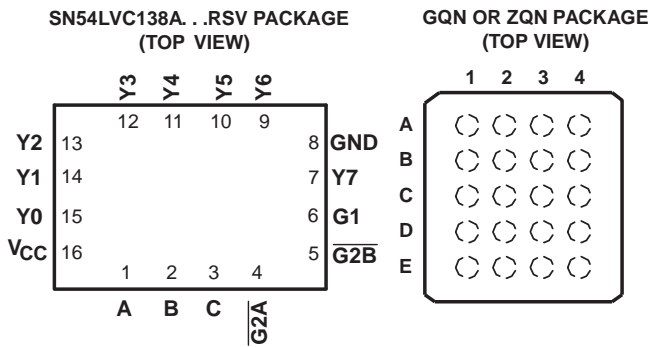 SN54LVC138A. . .RSV PACKAGE
(TOP VIEW)
Y3 Y4 Y5 Y6
12 11 10 9
Y2 13 8 GND
Y1 14 7 Y7
Y0 15 6 G1
VCC 16 5 G2B
1 2 3 4
A B C G2A
GQN OR ZQN PACKAGE
(TOP VIEW)
1 2 3 4
A
B
C
D
E